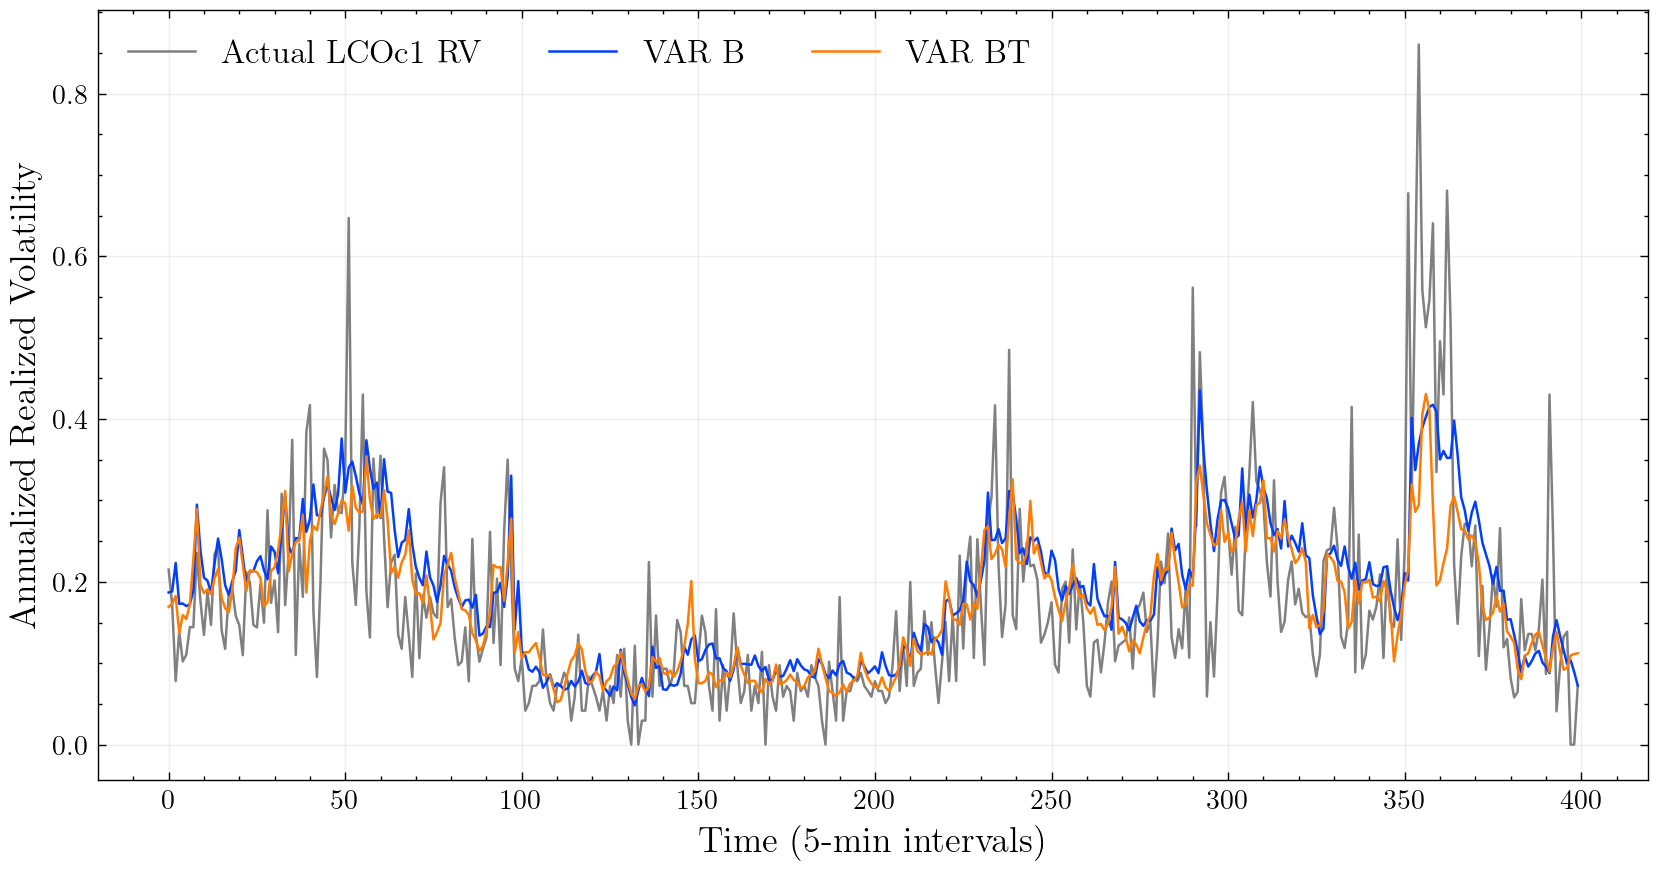 Actual LCOc1 RV
VAR B
VAR BT
Annualized Realized Volatility
0.8
0.6
0.4
0.2
0.0
0
50
100
150
200
250
300
350
400
Time (5-min intervals)